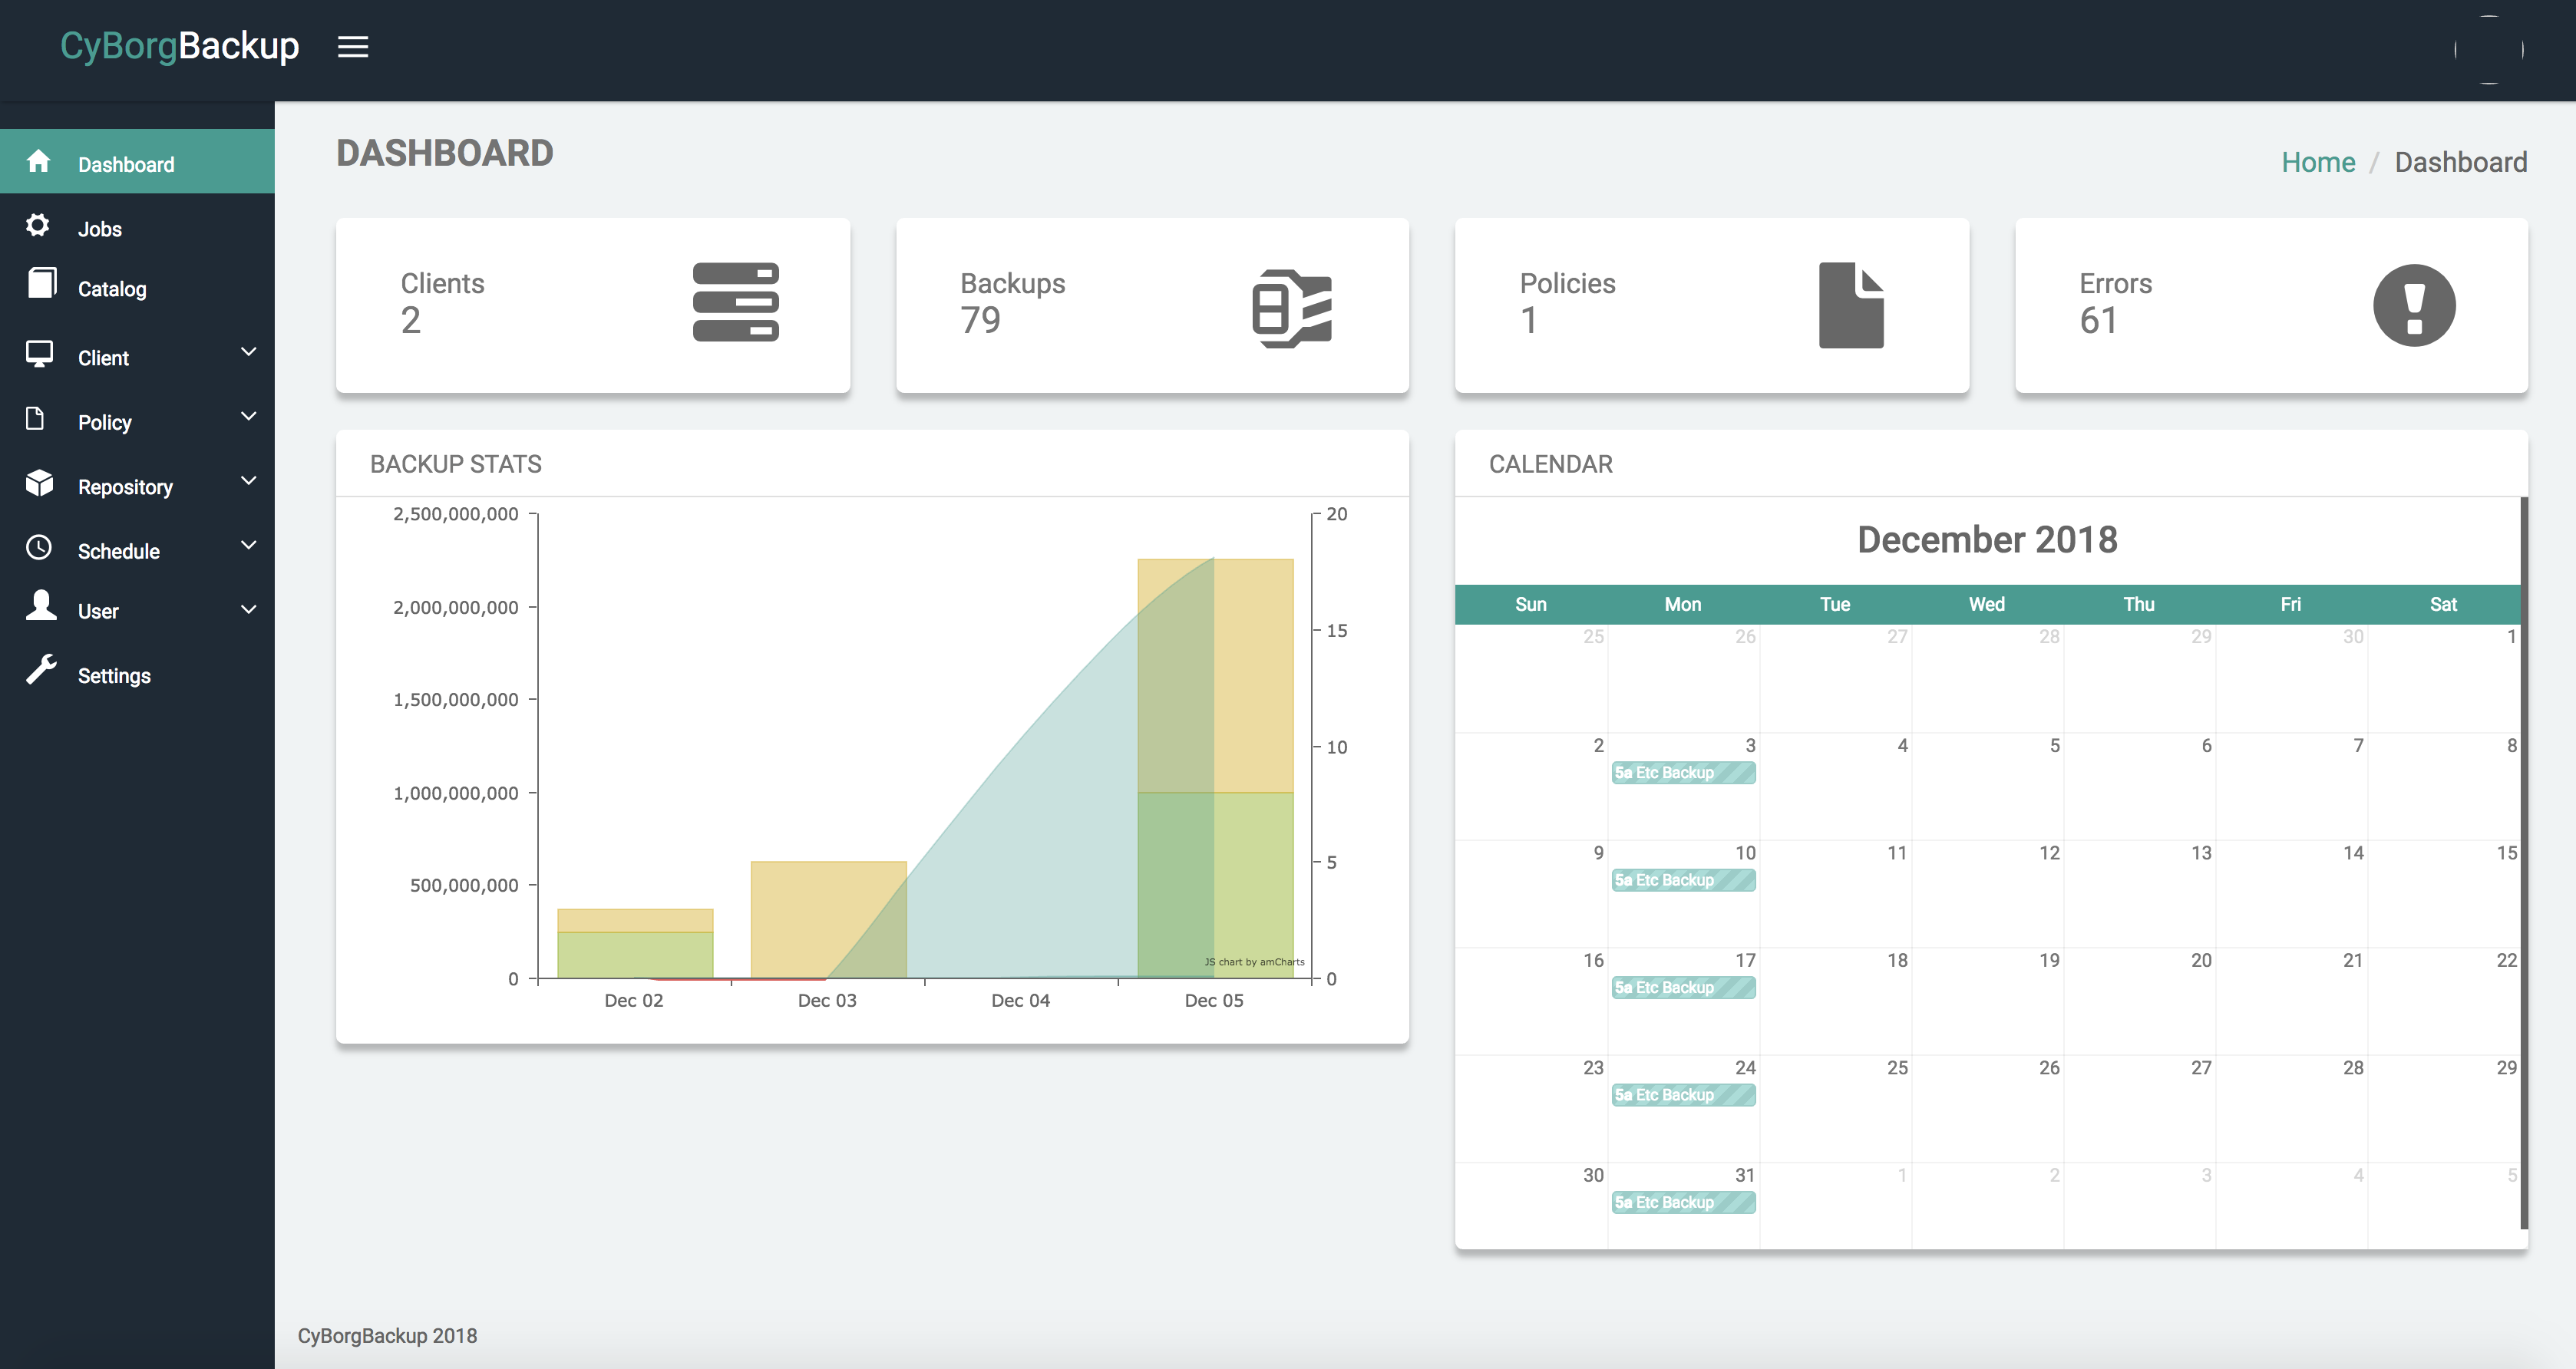 CyBorgBackup
Dashboard
Jobs
Catalog
Client
Policy
Repository
Schedule
User
Settings
DASHBOARD
Home / Dashboard
Clients
2
Backups
79
Policies
1
Errors
61
BACKUP STATS
2,500,000,000
2,000,000,000
1,500,000,000
1,000,000,000
500,000,000
0
20
15
10
5
0
JS chart by amCharts
Dec 02 Dec 03 Dec 04 Dec 05
CALENDAR
December 2018
Sun Mon Tue Wed Thu Fri Sat
25 26 27 28 29 30 1
2 3 4 5 6 7 8
5a Etc Backup
9 10 11 12 13 14 15
5a Etc Backup
16 17 18 19 20 21 22
5a Etc Backup
23 24 25 26 27 28 29
5a Etc Backup
30 31 1 2 3 4 5
5a Etc Backup
CyBorgBackup 2018